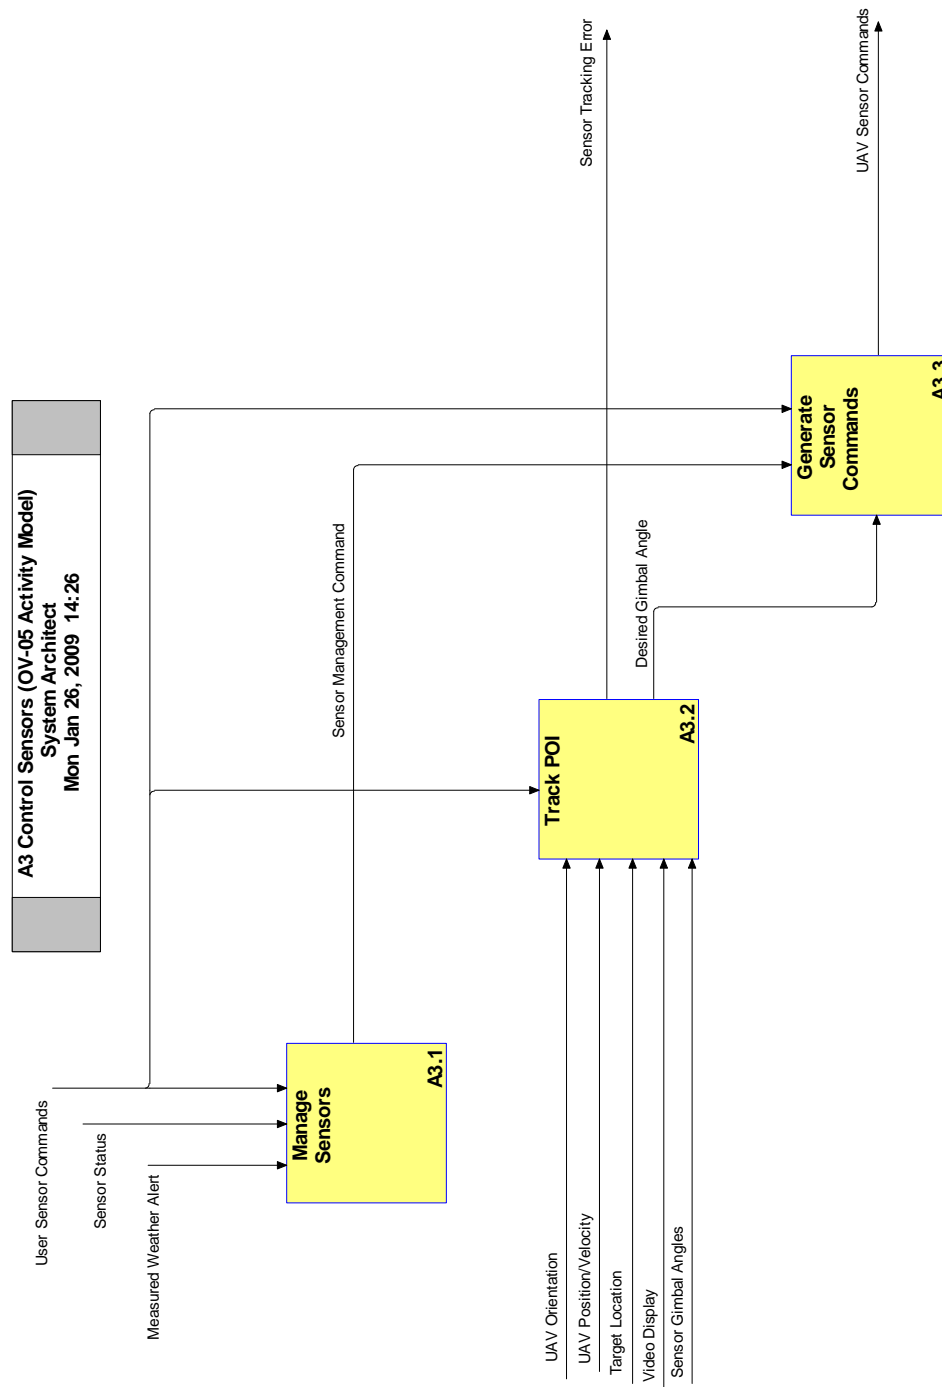 A3 Control Sensors (OV-05 Activity Model)
System Architect
Mon Jan 26, 2009 14:26
User Sensor Commands
Sensor Status
Measured Weather Alert
Manage
Sensors
A3.1
Sensor Management Command
UAV Orientation
UAV Position/Velocity
Target Location
Video Display
Sensor Gimbal Angles
Track POI
A3.2
Sensor Tracking Error
Desired Gimbal Angle
Generate
Sensor
Commands
A3.3
UAV Sensor Commands